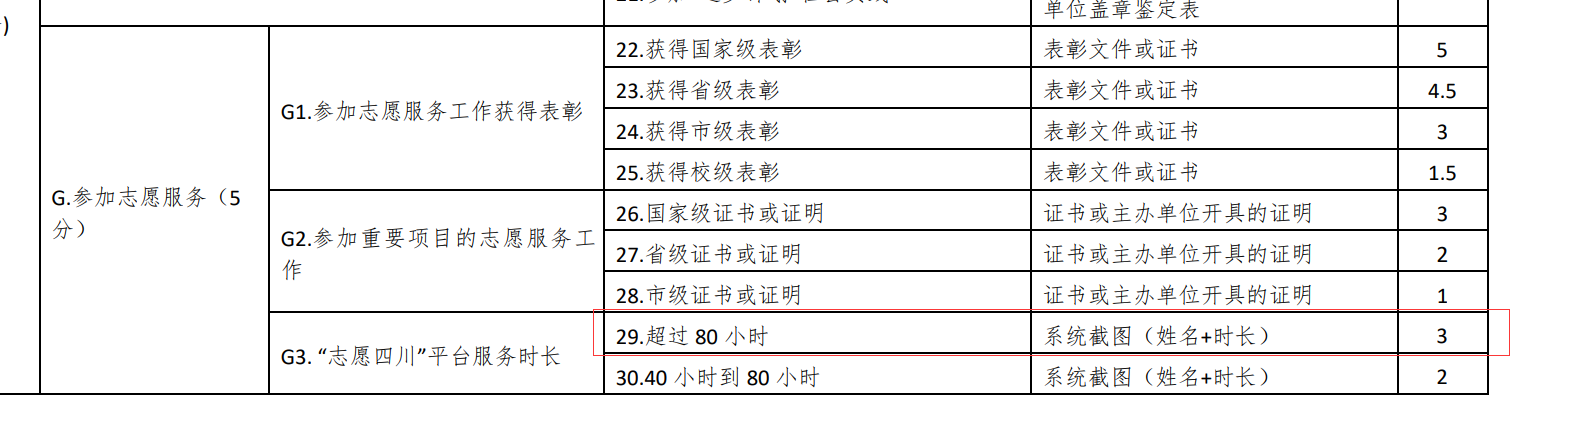 单位盖章鉴定表
)
G.参加志愿服务（5
分）
G1.参加志愿服务工作获得表彰
22.获得国家级表彰
表彰文件或证书
5
23.获得省级表彰
表彰文件或证书
4.5
24.获得市级表彰
表彰文件或证书
3
25.获得校级表彰
表彰文件或证书
1.5
G2.参加重要项目的志愿服务工
作
26.国家级证书或证明
证书或主办单位开具的证明
3
27.省级证书或证明
证书或主办单位开具的证明
2
28.市级证书或证明
证书或主办单位开具的证明
1
G3. “志愿四川”平台服务时长
29.超过 80 小时
系统截图（姓名+时长）
3
30.40 小时到 80 小时
系统截图（姓名+时长）
2